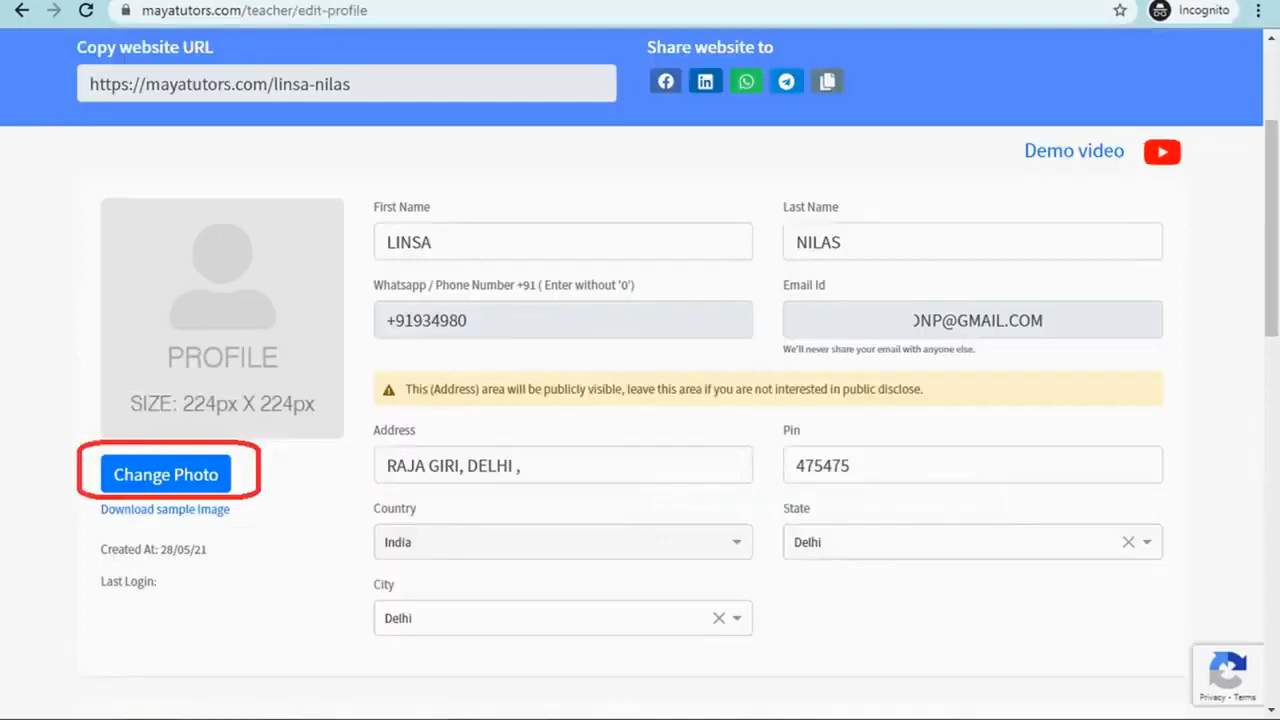 mayatutors.com/teacher/edit-profile
Incognito
Copy website URL
Share website to
https://mayatutors.com/linsa-nilas
Demo video
PROFILE
SIZE: 224px X 224px
Change Photo
Download sample Image
Created At: 28/05/21
Last Login:
First Name
Last Name
LINSA
NILAS
Whatsapp / Phone Number +91 ( Enter without '0')
Email Id
+91934980
NP@GMAIL.COM
We'll never share your email with anyone else.
This (Address) area will be publicly visible, leave this area if you are not interested in public disclose.
Address
Pin
RAJA GIRI, DELHI ,
475475
Country
State
India
Delhi
City
Delhi
Privacy - Terms